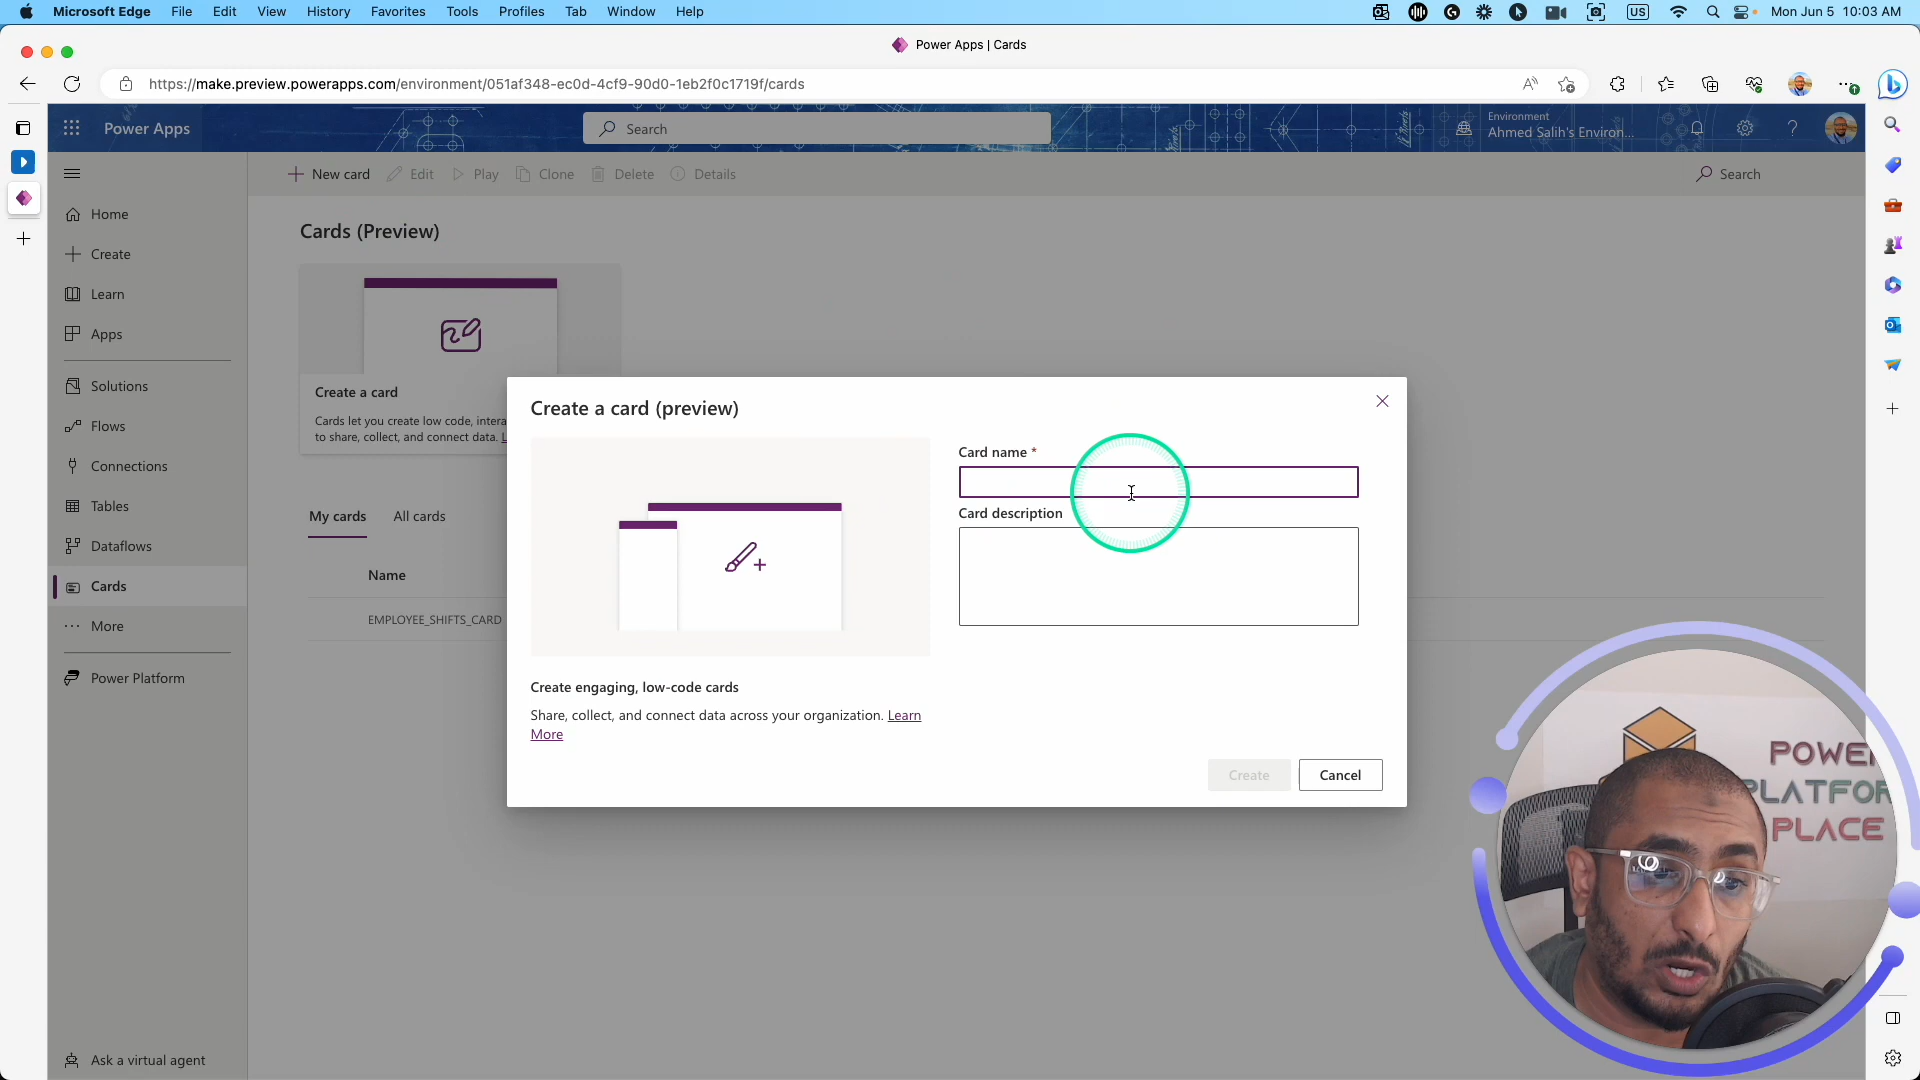 Microsoft Edge File Edit View History Favorites Tools Profiles Tab Window Help US Mon Jun 5 10:03 AM
Power Apps | Cards
https://make.preview.powerapps.com/environment/051af348-ec0d-4cf9-90d0-1eb2f0c1719f/cards
Power Apps
Search
Environment
Ahmed Salih's Environ...
New card Edit Play Clone Delete Details Search
Home
Create
Learn
Apps
Solutions
Flows
Connections
Tables
Dataflows
Cards
More
Power Platform
Ask a virtual agent
Cards (Preview)
Create a card
Cards let you create low code, intera
to share, collect, and connect data. L
My cards All cards
Name
EMPLOYEE_SHIFTS_CARD
Create a card (preview)
Card name *
Card description
Create engaging, low-code cards
Share, collect, and connect data across your organization. Learn
More
Create Cancel
POWER
PLATFOR
PLACE